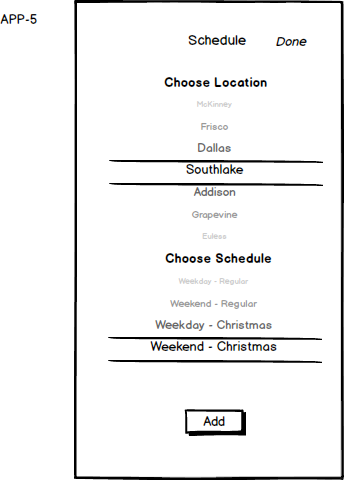 APP-5
Schedule Done
Choose Location
McKinney
Frisco
Dallas
Southlake
Addison
Grapevine
Euless
Choose Schedule
Weekday - Regular
Weekend - Regular
Weekday - Christmas
Weekend - Christmas
Add